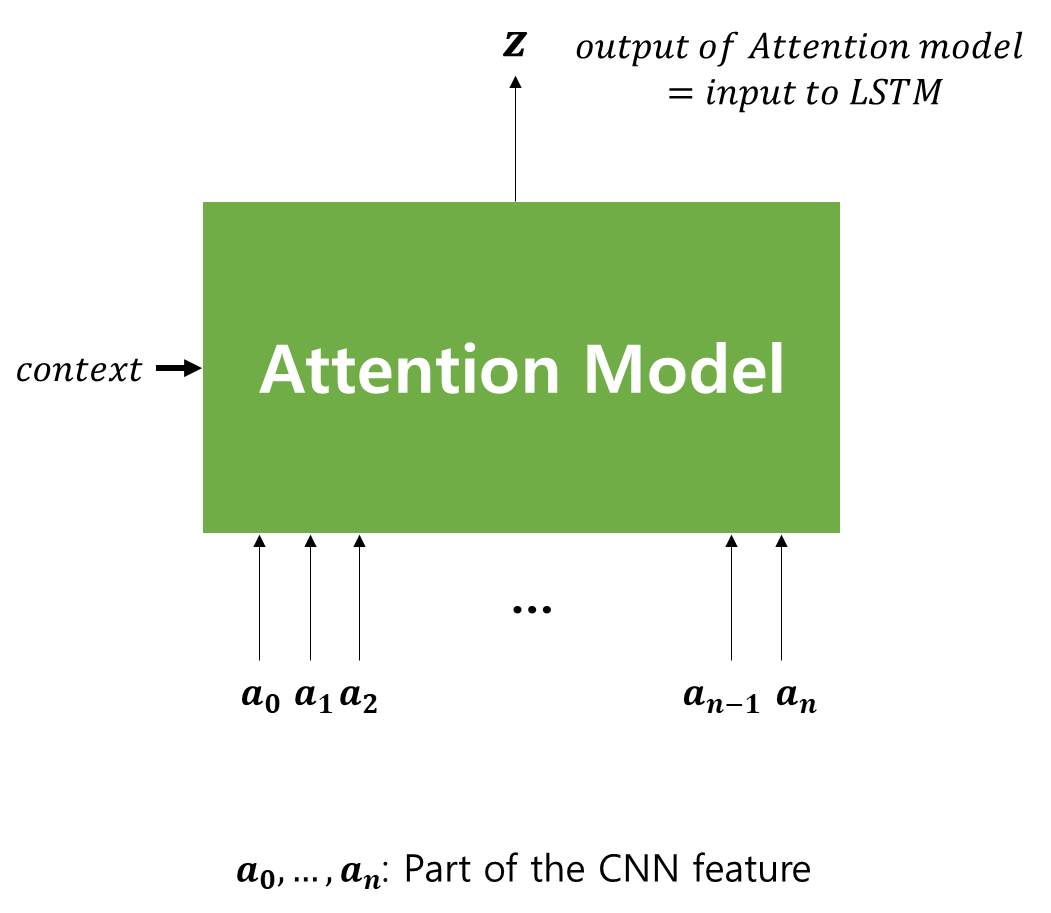 z output of Attention model
= input to LSTM
context
Attention Model
...
a₀ a₁ a₂ aₙ₋₁ aₙ
a₀, ... , aₙ: Part of the CNN feature